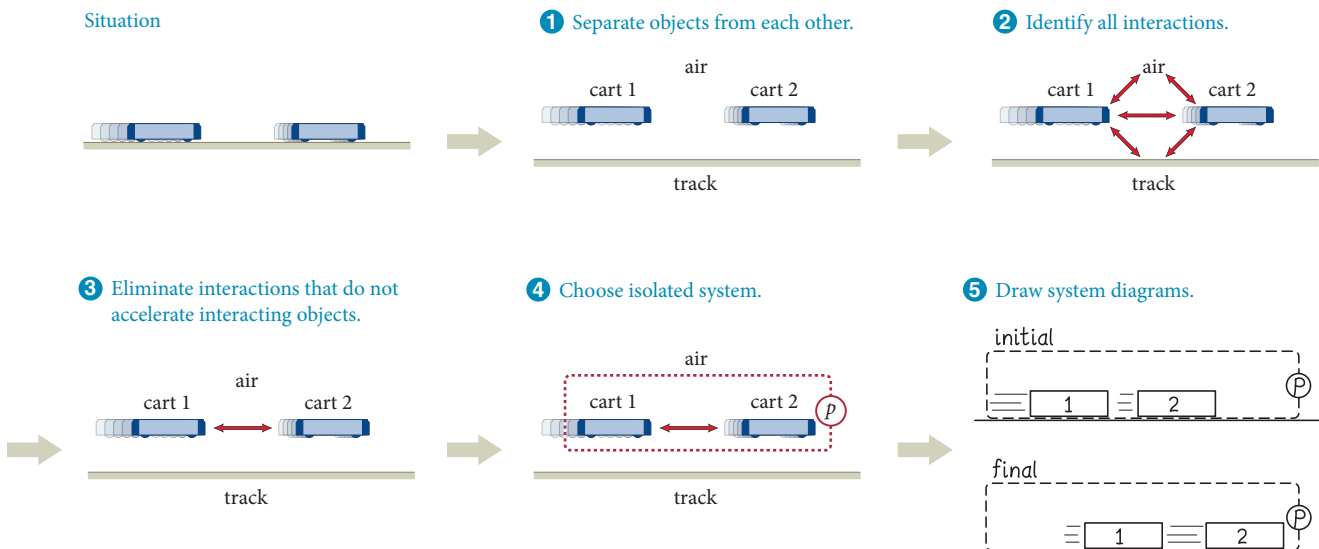 Situation
1 Separate objects from each other.
air
cart 1 cart 2
track
2 Identify all interactions.
air
cart 1 cart 2
track
3 Eliminate interactions that do not
accelerate interacting objects.
air
cart 1 cart 2
track
4 Choose isolated system.
air
cart 1 cart 2
p
track
5 Draw system diagrams.
initial
p
1 2
final
p
1 2